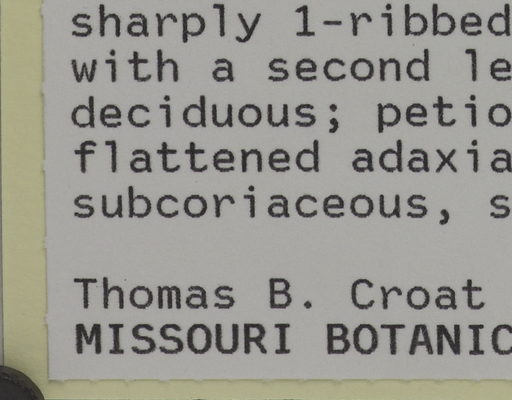 sharply 1-ribbed
with a second le
deciduous; petio
flattened adaxia
subcoriaceous, s
Thomas B. Croat
MISSOURI BOTANIC